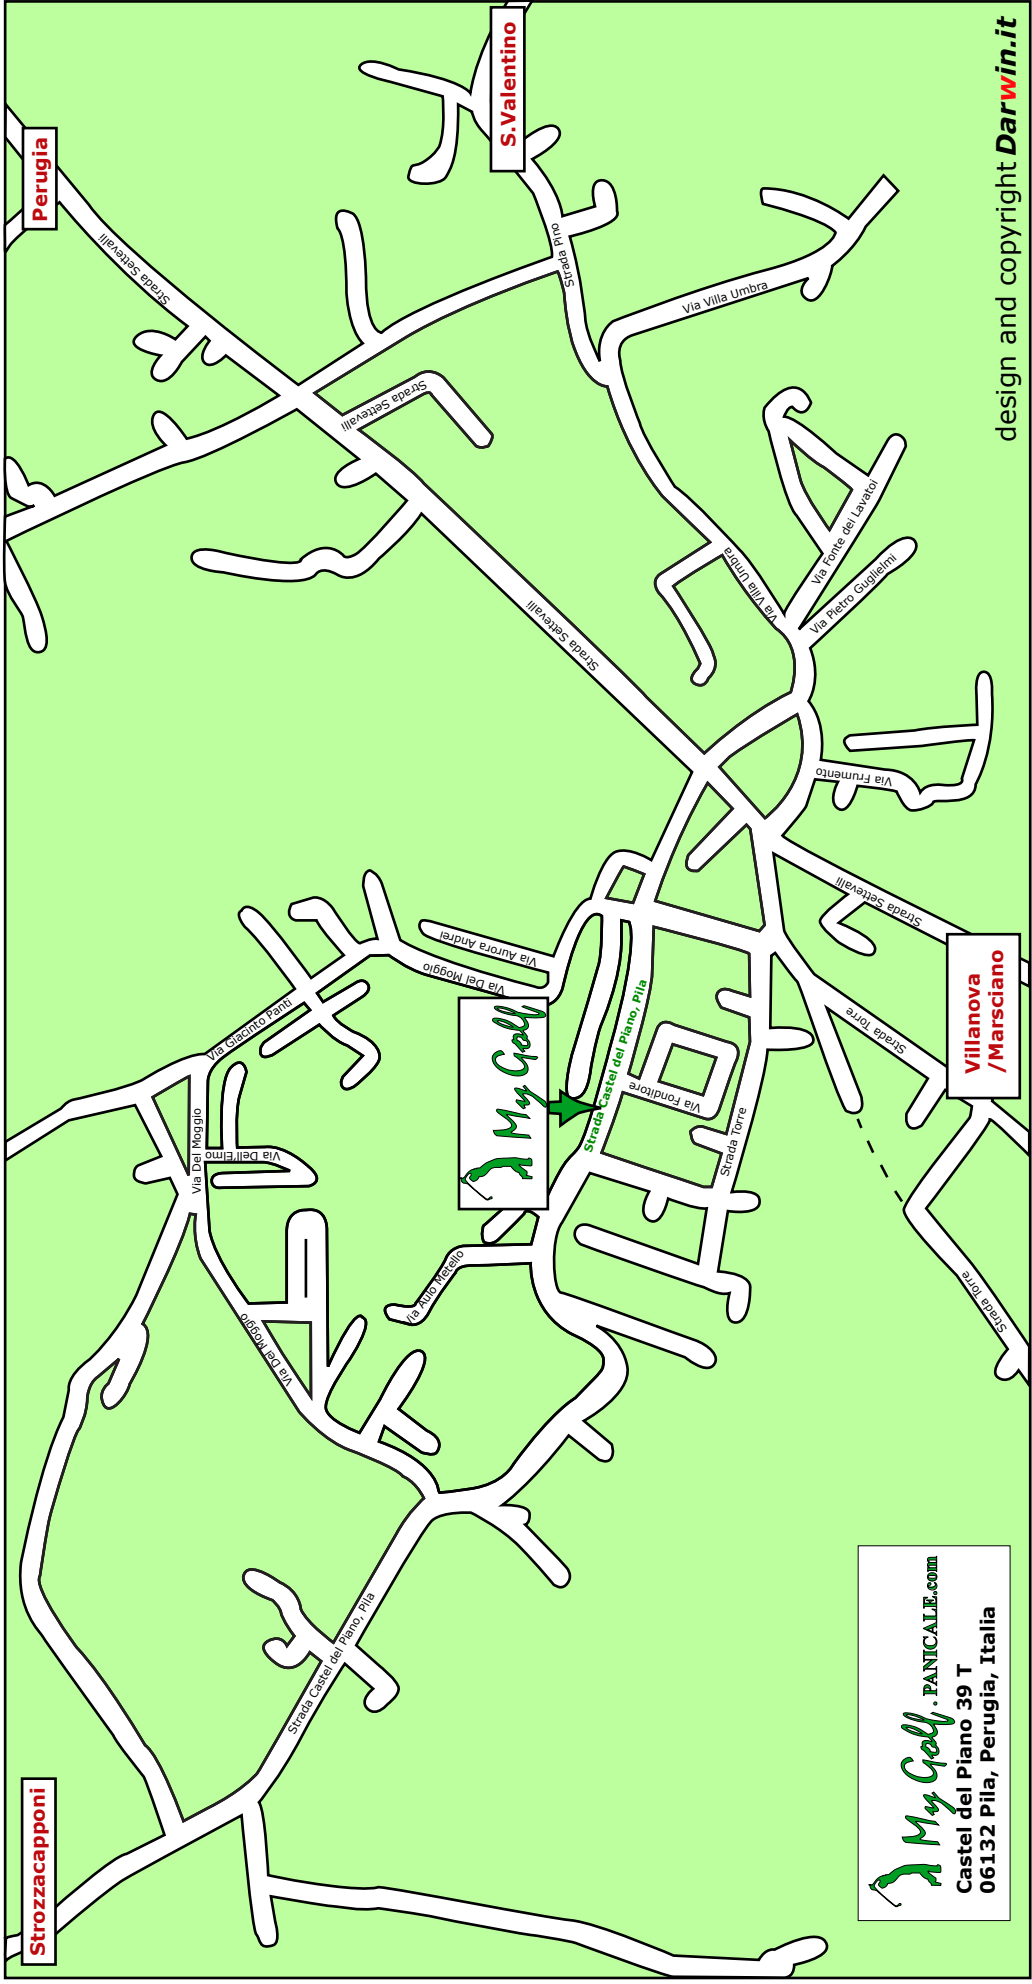 Strozzacapponi
Perugia
S.Valentino
Villanova
/Marsciano
Strada Settevalli
Strada Settevalli
Strada Settevalli
Strada Settevalli
Strada Pino
Via Villa Umbra
Via Villa Umbra
Via Fonte dei Lavatoi
Via Pietro Guglielmi
Via Frumento
Strada Torre
Strada Torre
Strada Torre
Via Fonditore
Via Aurora Andrei
Via Del Moggio
Via Giacinto Panti
Via Del Moggio
Via Dell'Elmo
Via Del Moggio
Via Aulo Metello
Strada Castel del Piano, Pila
Strada Castel del Piano, Pila
My Golf
My Golf . PANICALE.com
Castel del Piano 39 T
06132 Pila, Perugia, Italia
design and copyright Darwin.it